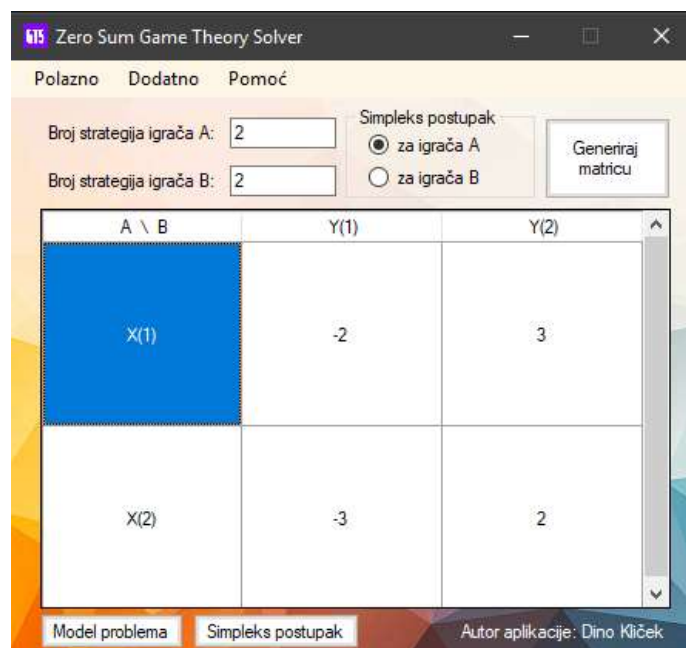 GTS Zero Sum Game Theory Solver
Polazno Dodatno Pomoć
Broj strategija igrača A: 2
Broj strategija igrača B: 2
Simpleks postupak
za igrača A
za igrača B
Generiraj
matricu
A \ B Y(1) Y(2)
X(1) -2 3
X(2) -3 2
Model problema Simpleks postupak Autor aplikacije: Dino Kliček